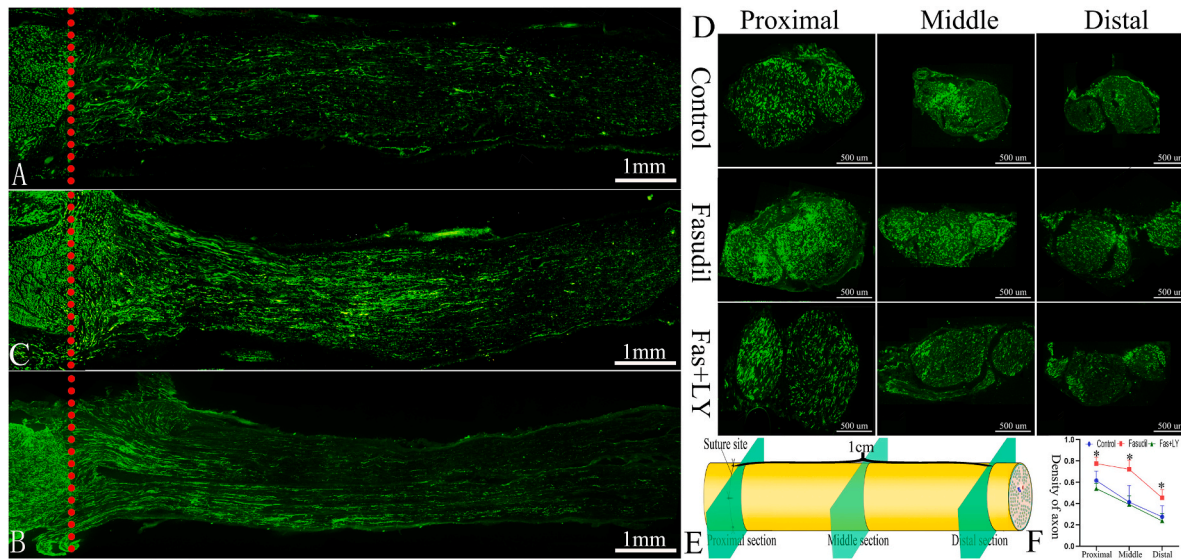 A
1mm
C
1mm
B
1mm
D
Proximal Middle Distal
Control
500 um
500 um
500 um
Fasudil
500 um
500 um
500 um
Fas+LY
500 um
500 um
500 um
E
Suture site
1cm
Proximal section
Middle section
Distal section
F
Control Fasudil Fas+LY
Density of axon
1.0
0.8
0.6
0.4
0.2
0.0
* * *
Proximal Middle Distal